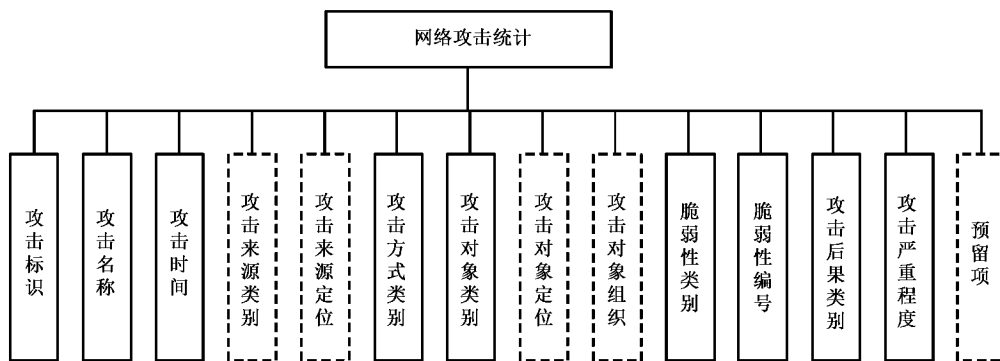 网络攻击统计
攻击标识
攻击名称
攻击时间
攻击来源类别
攻击来源定位
攻击方式类别
攻击对象类别
攻击对象定位
攻击对象组织
脆弱性类别
脆弱性编号
攻击后果类别
攻击严重程度
预留项